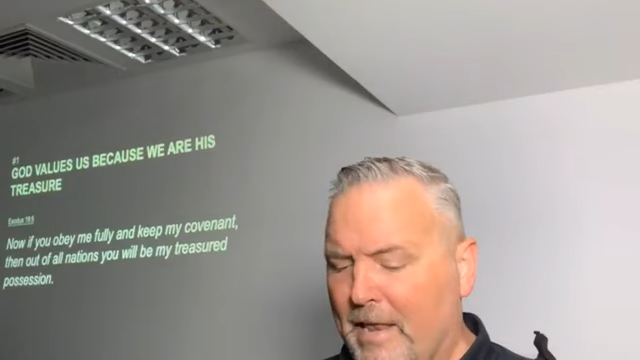 #1
GOD VALUES US BECAUSE WE ARE HIS
TREASURE
Exodus 19:5
Now if you obey me fully and keep my covenant,
then out of all nations you will be my treasured
possession.